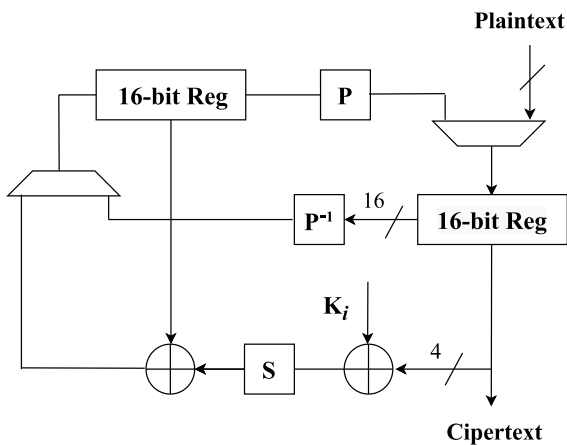 Plaintext
16-bit Reg
P
P⁻¹
16
16-bit Reg
Kᵢ
S
4
Cipertext